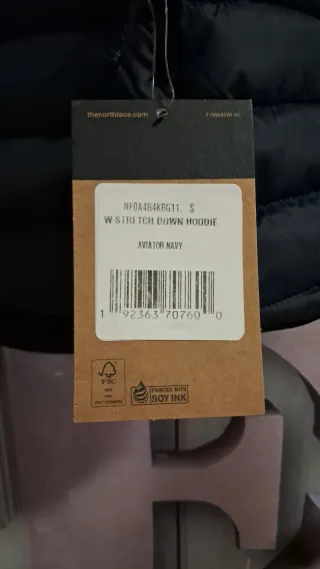 thenorthface.com
NF0A4R4KRG11. S
W STRETCH DOWN HOODIE
AVIATOR NAVY
1 92363 70760 0
FSC
PRINTED WITH
SOY INK